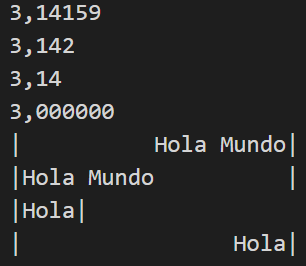 3,14159
3,142
3,14
3,000000
|          Hola Mundo|
|Hola Mundo          |
|Hola|
|                Hola|